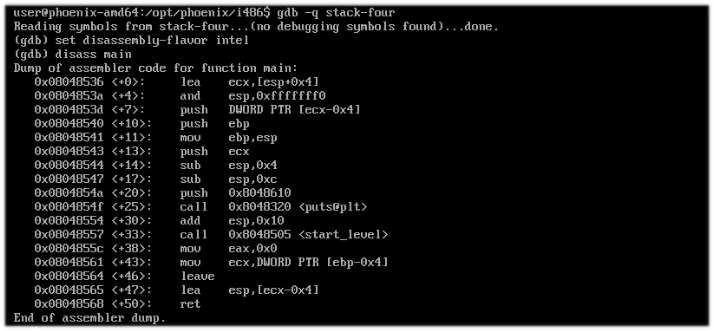 user@phoenix-amd64:/opt/phoenix/i486$ gdb -q stack-four
Reading symbols from stack-four...(no debugging symbols found)...done.
(gdb) set disassembly-flavor intel
(gdb) disass main
Dump of assembler code for function main:
   0x08048536 <+0>:     lea    ecx,[esp+0x4]
   0x0804853a <+4>:     and    esp,0xfffffff0
   0x0804853d <+7>:     push   DWORD PTR [ecx-0x4]
   0x08048540 <+10>:    push   ebp
   0x08048541 <+11>:    mov    ebp,esp
   0x08048543 <+13>:    push   ecx
   0x08048544 <+14>:    sub    esp,0x4
   0x08048547 <+17>:    sub    esp,0xc
   0x0804854a <+20>:    push   0x8048610
   0x0804854f <+25>:    call   0x8048320 <puts@plt>
   0x08048554 <+30>:    add    esp,0x10
   0x08048557 <+33>:    call   0x8048505 <start_level>
   0x0804855c <+38>:    mov    eax,0x0
   0x08048561 <+43>:    mov    ecx,DWORD PTR [ebp-0x4]
   0x08048564 <+46>:    leave
   0x08048565 <+47>:    lea    esp,[ecx-0x4]
   0x08048568 <+50>:    ret
End of assembler dump.